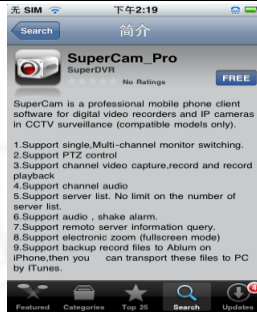 无 SIM 下午2:19
Search 简介
SuperCam_Pro
SuperDVR
No Ratings
FREE
SuperCam is a professional mobile phone client
software for digital video recorders and IP cameras
in CCTV surveillance (compatible models only).
1.Support single,Multi-channel monitor switching.
2.Support PTZ control
3.Support channel video capture,record and record
playback
4.Support channel audio
5.Support server list. No limit on the number of
server list.
6.Support audio , shake alarm.
7.Support remoto server information query.
8.Support electronic zoom (fullscreen mode)
9.Support backup record files to Ablum on
iPhone,then you can transport these files to PC
by ITunes.
4
Featured Categories Top 25 Search Updates